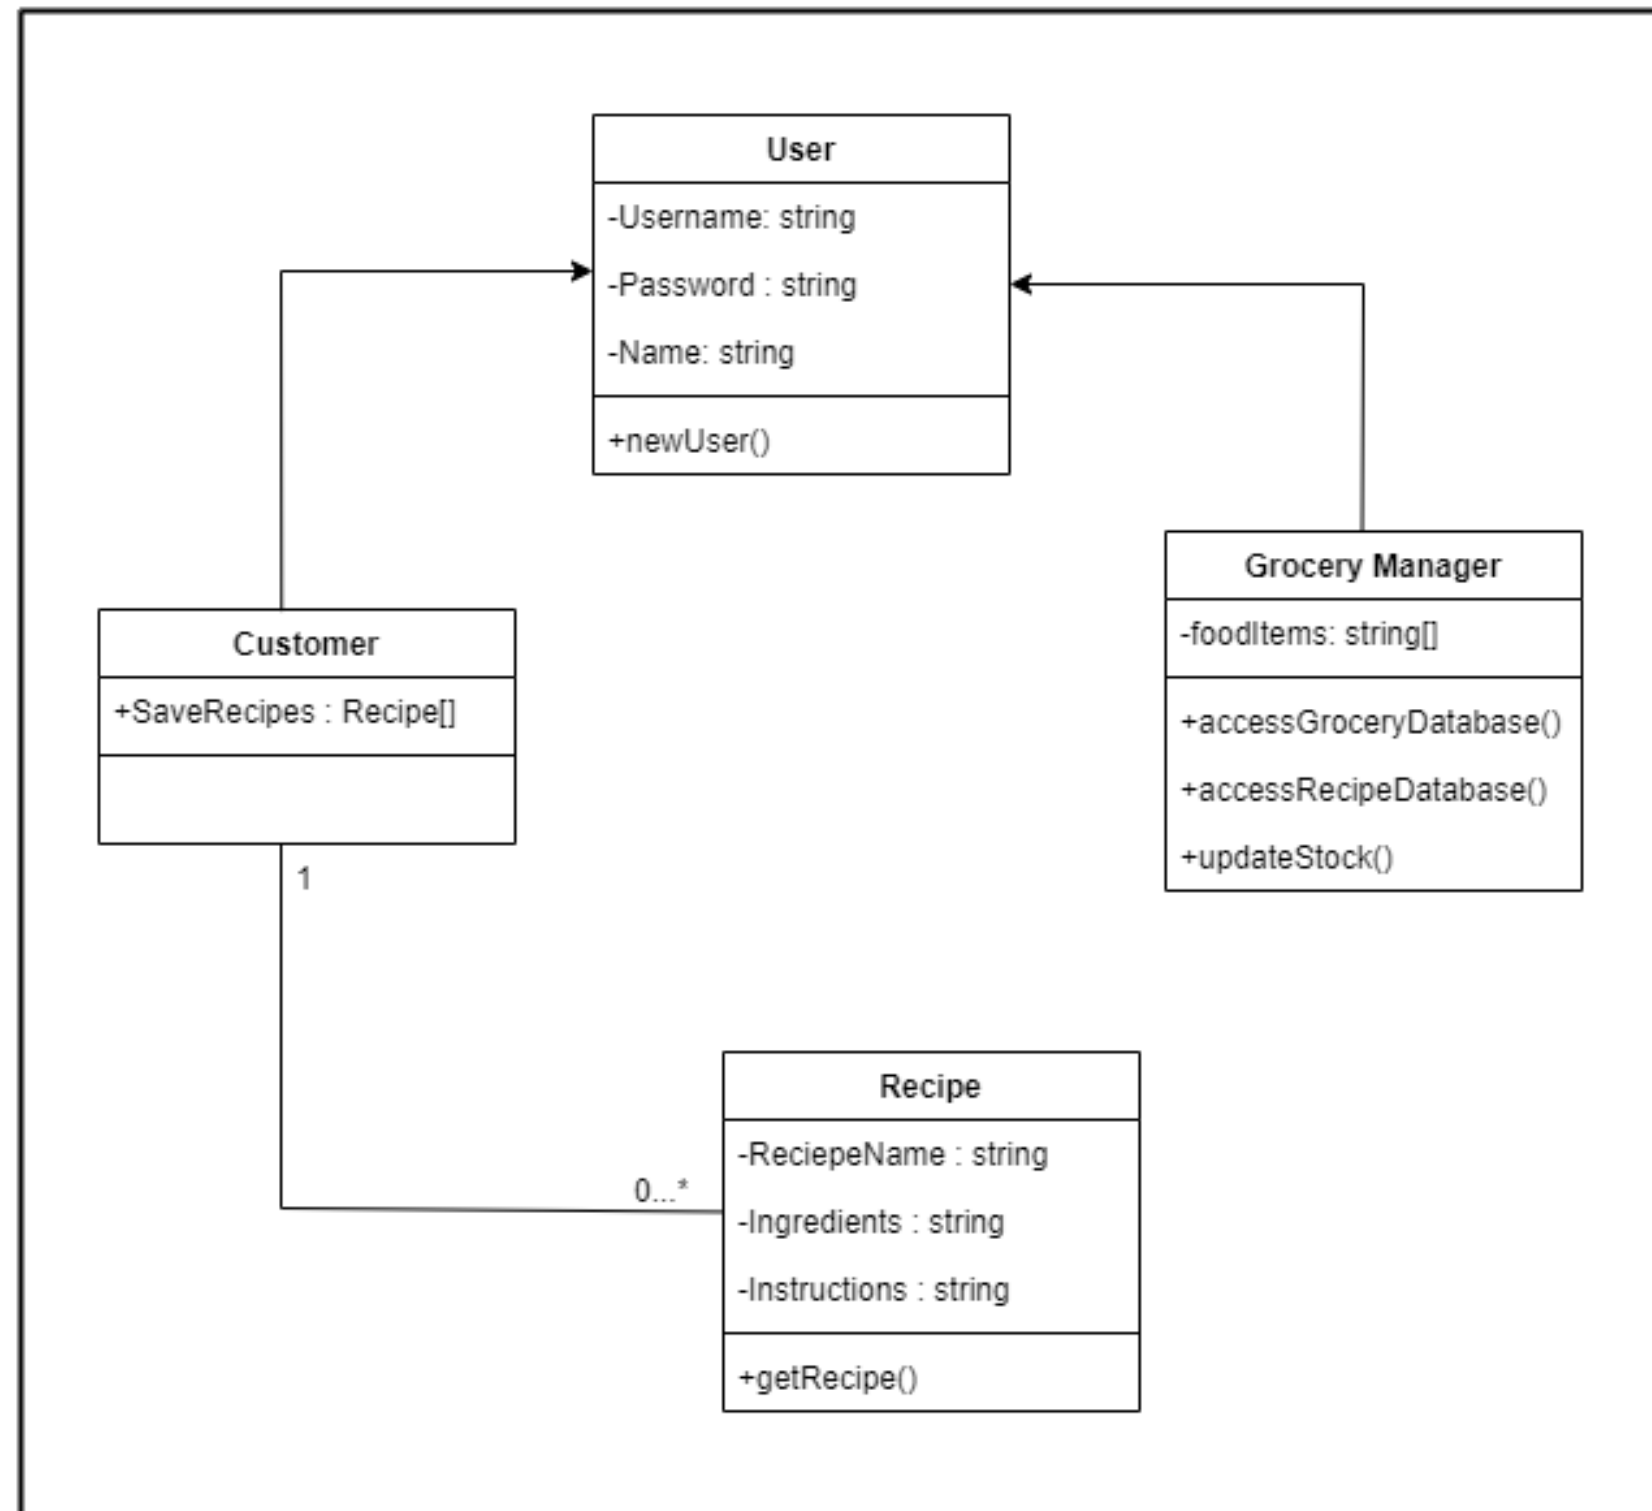 User
-Username: string
-Password : string
-Name: string
+newUser()
Grocery Manager
-foodItems: string[]
+accessGroceryDatabase()
+accessRecipeDatabase()
+updateStock()
Customer
+SaveRecipes : Recipe[]
1
0...*
Recipe
-ReciepeName : string
-Ingredients : string
-Instructions : string
+getRecipe()